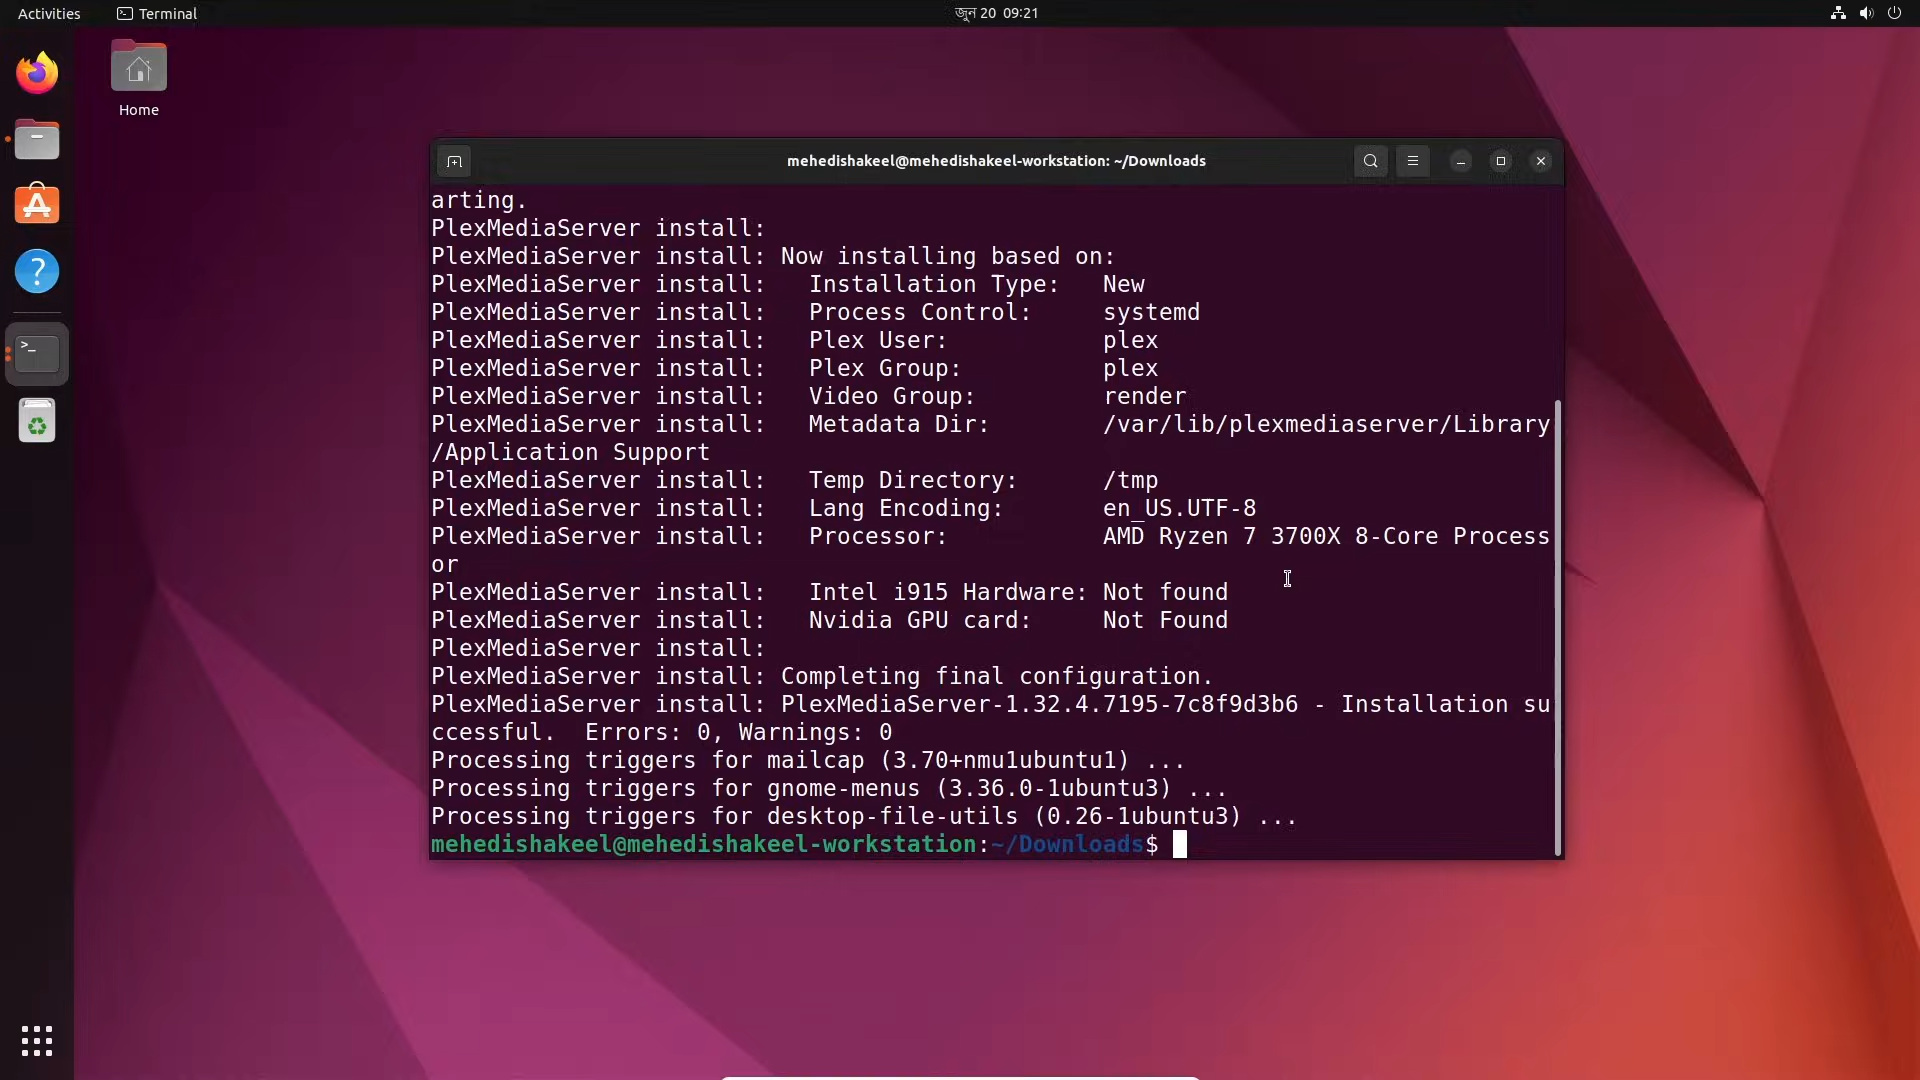 Activities Terminal জুন 20 09:21
Home
mehedishakeel@mehedishakeel-workstation: ~/Downloads
arting.
PlexMediaServer install:
PlexMediaServer install: Now installing based on:
PlexMediaServer install:   Installation Type:   New
PlexMediaServer install:   Process Control:     systemd
PlexMediaServer install:   Plex User:           plex
PlexMediaServer install:   Plex Group:          plex
PlexMediaServer install:   Video Group:         render
PlexMediaServer install:   Metadata Dir:        /var/lib/plexmediaserver/Library
/Application Support
PlexMediaServer install:   Temp Directory:      /tmp
PlexMediaServer install:   Lang Encoding:       en_US.UTF-8
PlexMediaServer install:   Processor:           AMD Ryzen 7 3700X 8-Core Process
or
PlexMediaServer install:   Intel i915 Hardware: Not found
PlexMediaServer install:   Nvidia GPU card:     Not Found
PlexMediaServer install:
PlexMediaServer install: Completing final configuration.
PlexMediaServer install: PlexMediaServer-1.32.4.7195-7c8f9d3b6 - Installation su
ccessful.  Errors: 0, Warnings: 0
Processing triggers for mailcap (3.70+nmu1ubuntu1) ...
Processing triggers for gnome-menus (3.36.0-1ubuntu3) ...
Processing triggers for desktop-file-utils (0.26-1ubuntu3) ...
mehedishakeel@mehedishakeel-workstation:~/Downloads$